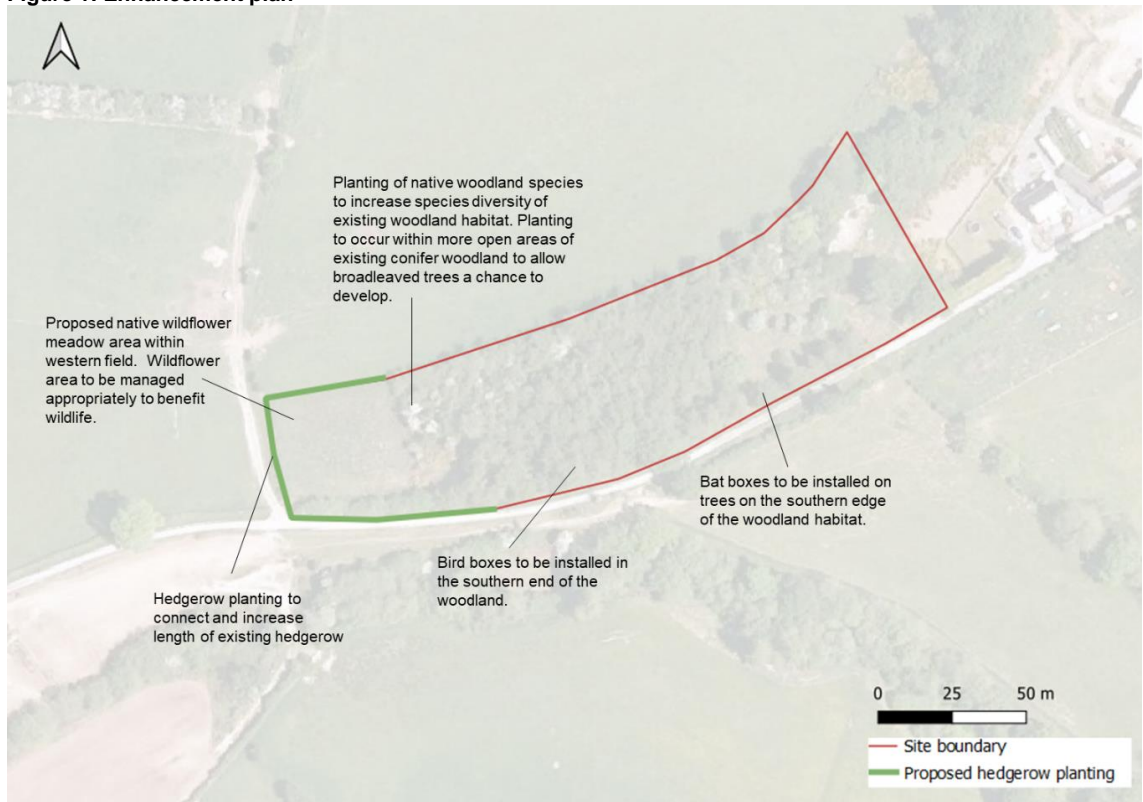 Figure 1: Enhancement plan
Planting of native woodland species
to increase species diversity of
existing woodland habitat. Planting
to occur within more open areas of
existing conifer woodland to allow
broadleaved trees a chance to
develop.
Proposed native wildflower
meadow area within
western field. Wildflower
area to be managed
appropriately to benefit
wildlife.
Bat boxes to be installed on
trees on the southern edge
of the woodland habitat.
Bird boxes to be installed in
the southern end of the
woodland.
Hedgerow planting to
connect and increase
length of existing hedgerow
0 25 50 m
Site boundary
Proposed hedgerow planting